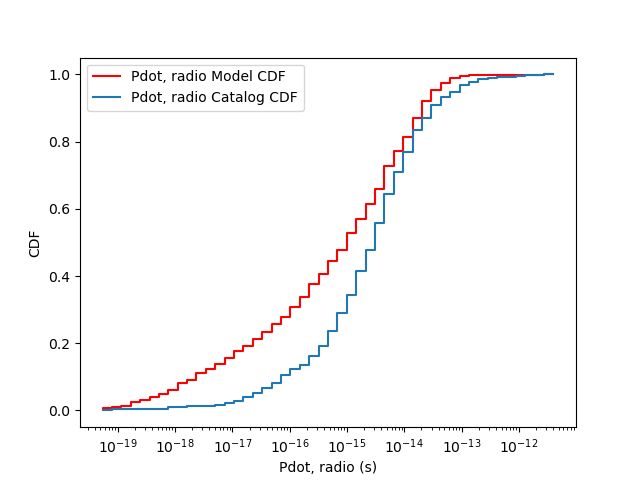 Pdot, radio Model CDF
Pdot, radio Catalog CDF
1.0
0.8
0.6
0.4
0.2
0.0
CDF
10⁻¹⁹ 10⁻¹⁸ 10⁻¹⁷ 10⁻¹⁶ 10⁻¹⁵ 10⁻¹⁴ 10⁻¹³ 10⁻¹²
Pdot, radio (s)